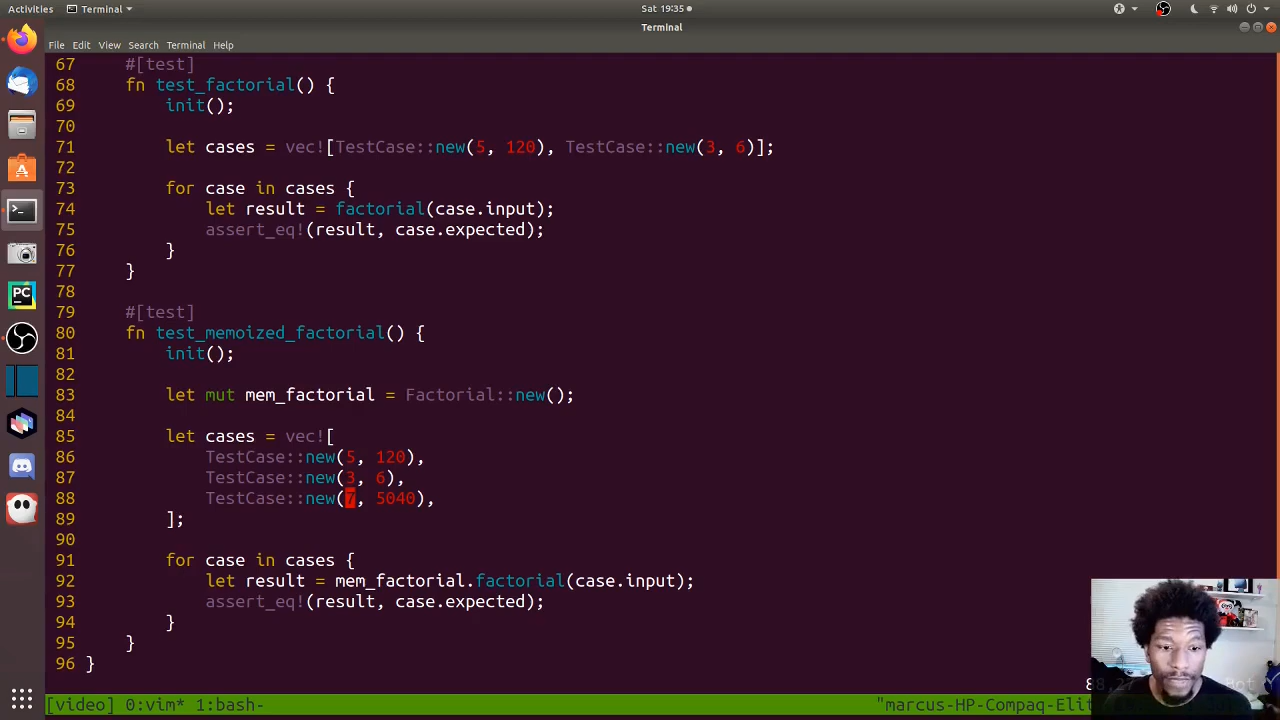 Activities Terminal Sat 19:35
Terminal
File Edit View Search Terminal Help
67     #[test]
68     fn test_factorial() {
69         init();
70
71         let cases = vec![TestCase::new(5, 120), TestCase::new(3, 6)];
72
73         for case in cases {
74             let result = factorial(case.input);
75             assert_eq!(result, case.expected);
76         }
77     }
78
79     #[test]
80     fn test_memoized_factorial() {
81         init();
82
83         let mut mem_factorial = Factorial::new();
84
85         let cases = vec![
86             TestCase::new(5, 120),
87             TestCase::new(3, 6),
88             TestCase::new(7, 5040),
89         ];
90
91         for case in cases {
92             let result = mem_factorial.factorial(case.input);
93             assert_eq!(result, case.expected);
94         }
95     }
96 }
88,27 Bot
[video] 0:vim* 1:bash- "marcus-HP-Compaq-Elit